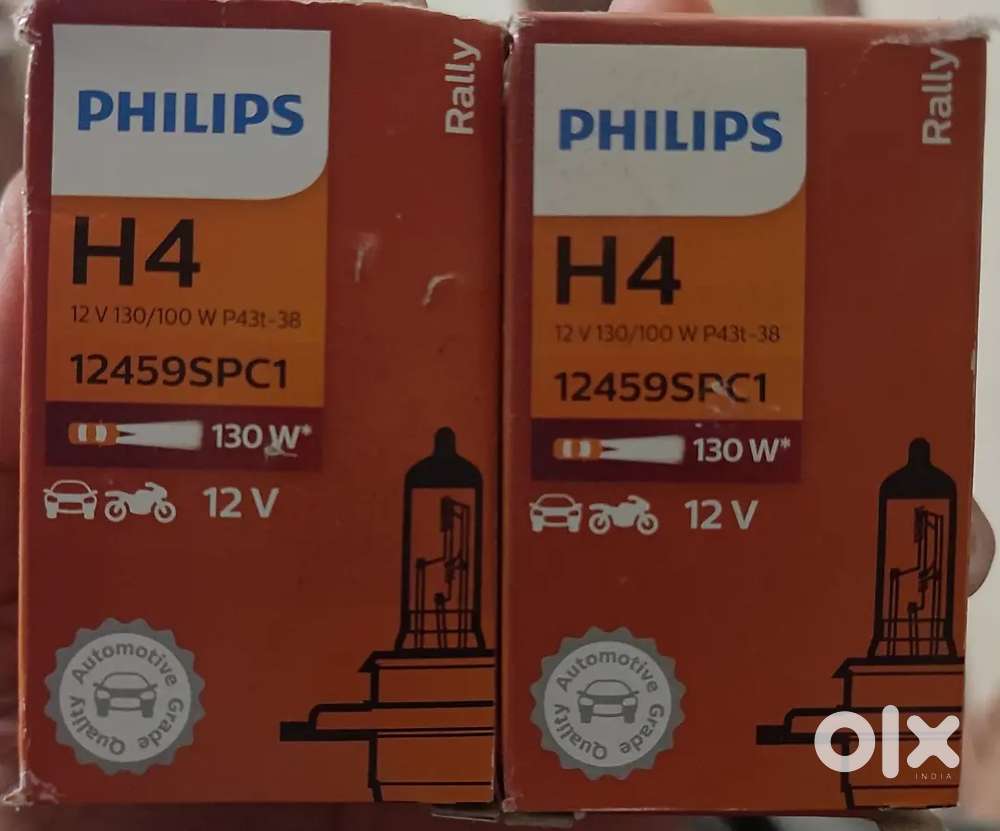 PHILIPS
Rally
H4
12 V 130/100 W P43t-38
12459SPC1
130 W*
12 V
Automotive Grade Quality
PHILIPS
Rally
H4
12 V 130/100 W P43t-38
12459SPC1
130 W*
12 V
Automotive Grade Quality
olx
INDIA